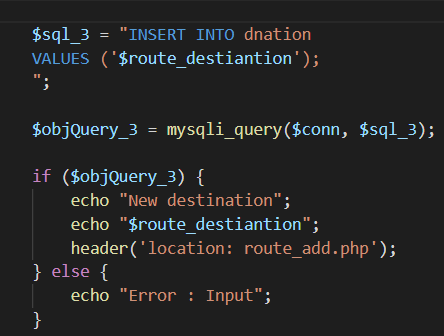 $sql_3 = "INSERT INTO dnation
VALUES ('$route_destiantion');
";
$objQuery_3 = mysqli_query($conn, $sql_3);
if ($objQuery_3) {
echo "New destination";
echo "$route_destiantion";
header('location: route_add.php');
} else {
echo "Error : Input";
}